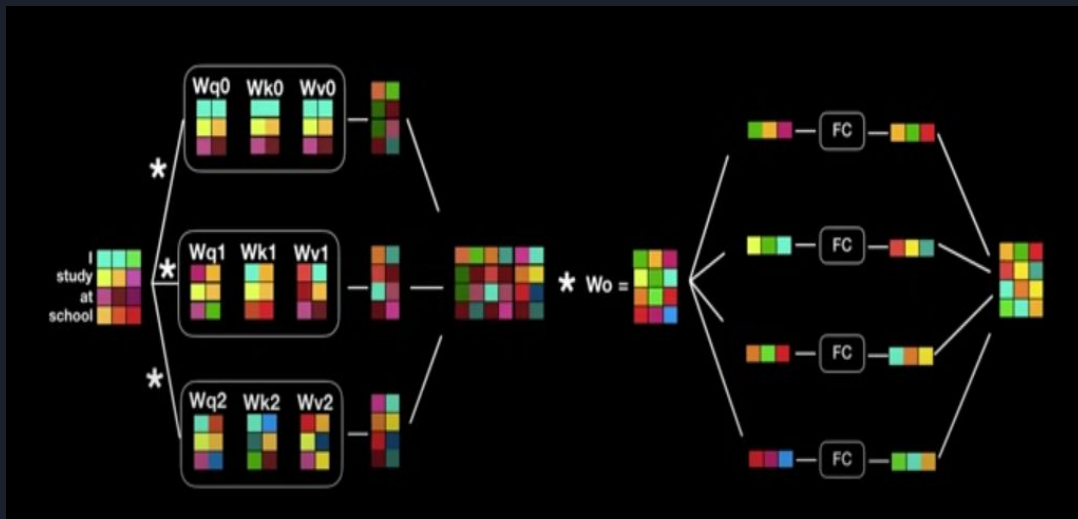 Wq0 Wk0 Wv0
*
I
study
at
school
*
Wq1 Wk1 Wv1
*
Wq2 Wk2 Wv2
* Wo =
FC
FC
FC
FC